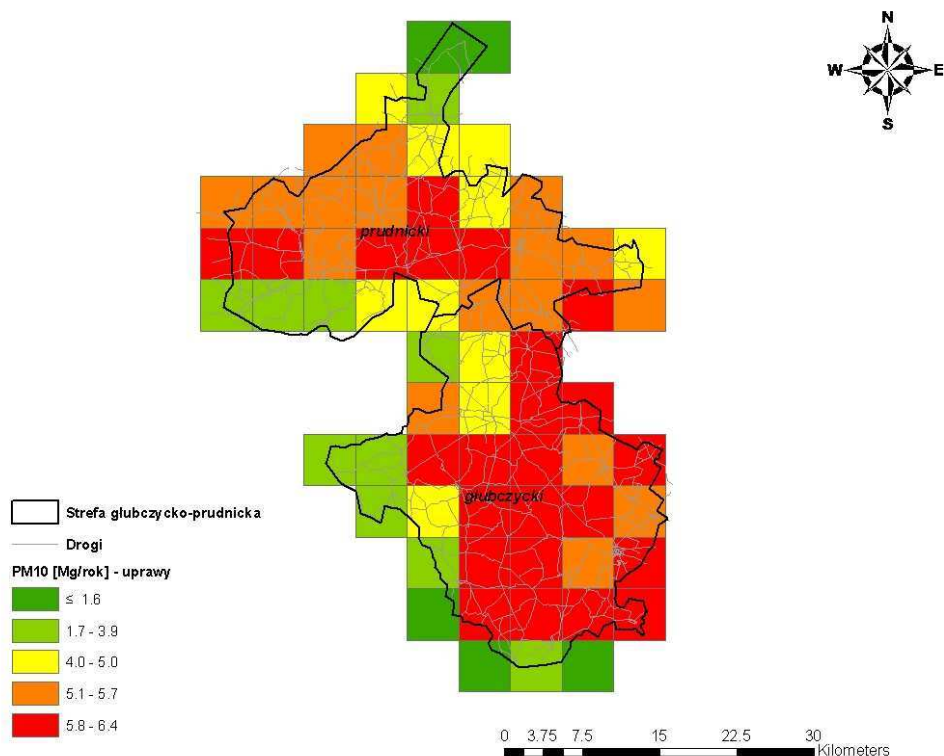 N
W E
S
prudnicki
głubczycki
Strefa głubczycko-prudnicka
Drogi
PM10 [Mg/rok] - uprawy
≤ 1.6
1.7 - 3.9
4.0 - 5.0
5.1 - 5.7
5.8 - 6.4
0 3.75 7.5 15 22.5 30
Kilometers